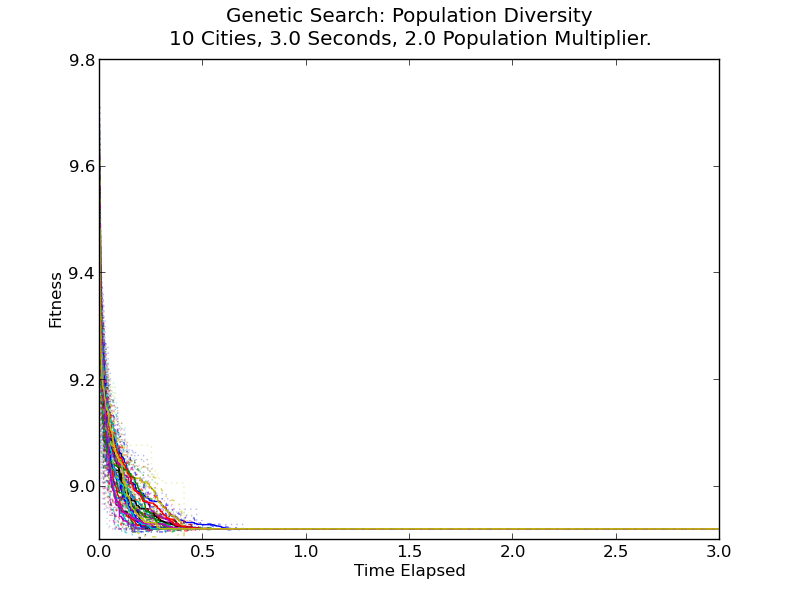 Genetic Search: Population Diversity
10 Cities, 3.0 Seconds, 2.0 Population Multiplier.
9.8
9.6
9.4
9.2
9.0
Fitness
0.0 0.5 1.0 1.5 2.0 2.5 3.0
Time Elapsed